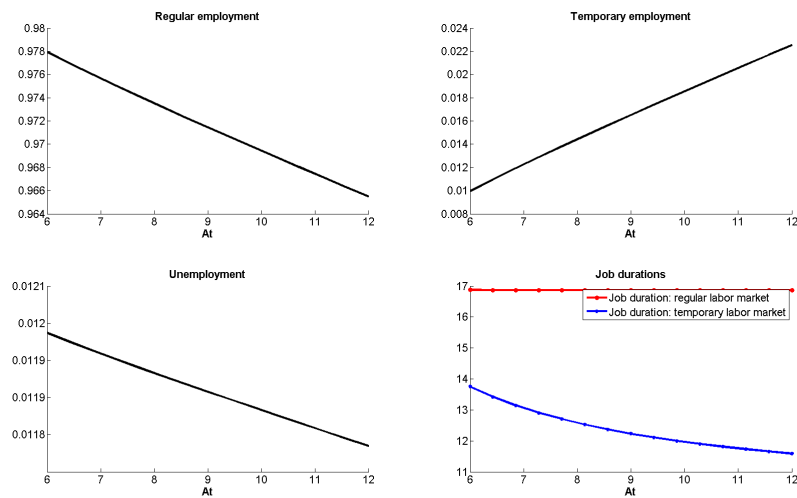 Regular employment
0.98
0.978
0.976
0.974
0.972
0.97
0.968
0.966
0.964
6 7 8 9 10 11 12
At
Temporary employment
0.024
0.022
0.02
0.018
0.016
0.014
0.012
0.01
0.008
6 7 8 9 10 11 12
At
Unemployment
0.0121
0.012
0.0119
0.0119
0.0118
6 7 8 9 10 11 12
At
Job durations
17
16
15
14
13
12
11
Job duration: regular labor market
Job duration: temporary labor market
6 7 8 9 10 11 12
At